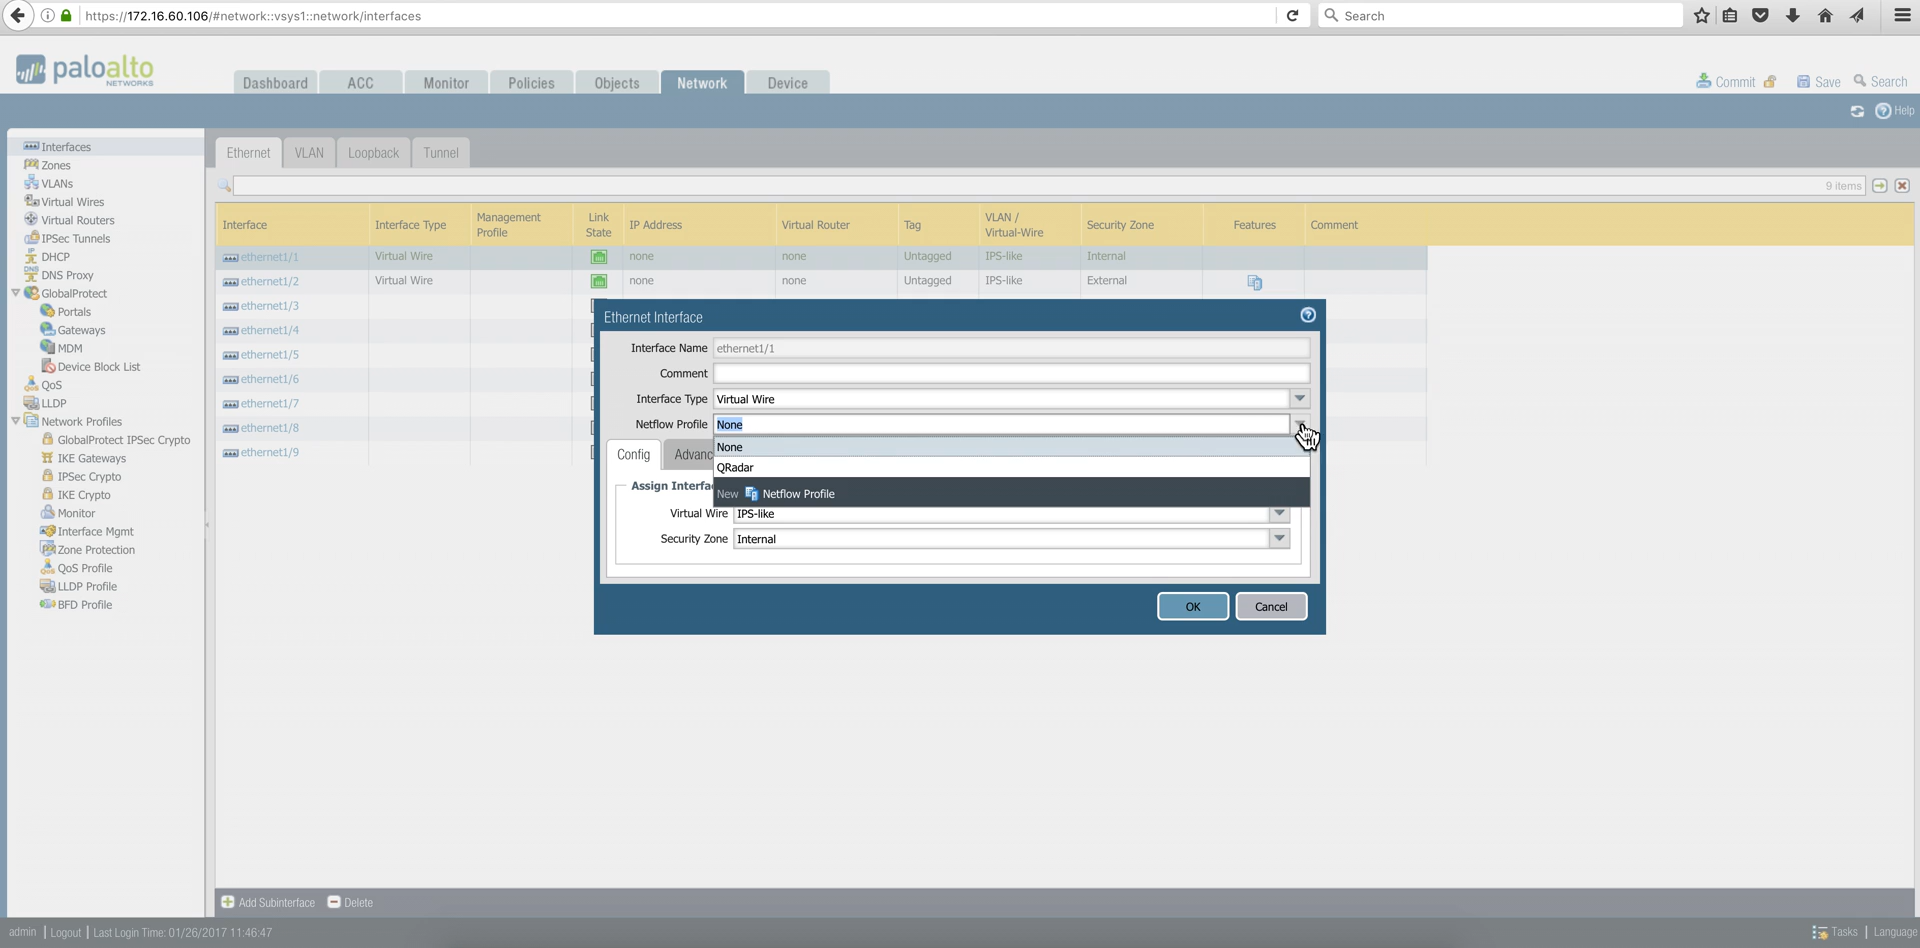 https://172.16.60.106/#network::vsys1::network/interfaces
Search
paloalto
NETWORKS
Dashboard ACC Monitor Policies Objects Network Device
Commit Save Search
Help
Interfaces
Zones
VLANs
Virtual Wires
Virtual Routers
IPSec Tunnels
DHCP
DNS Proxy
GlobalProtect
Portals
Gateways
MDM
Device Block List
QoS
LLDP
Network Profiles
GlobalProtect IPSec Crypto
IKE Gateways
IPSec Crypto
IKE Crypto
Monitor
Interface Mgmt
Zone Protection
QoS Profile
LLDP Profile
BFD Profile
Ethernet VLAN Loopback Tunnel
9 items
Interface Interface Type Management Profile Link State IP Address Virtual Router Tag VLAN / Virtual-Wire Security Zone Features Comment
ethernet1/1 Virtual Wire none none Untagged IPS-like Internal
ethernet1/2 Virtual Wire none none Untagged IPS-like External
ethernet1/3
ethernet1/4
ethernet1/5
ethernet1/6
ethernet1/7
ethernet1/8
ethernet1/9
Ethernet Interface
Interface Name ethernet1/1
Comment
Interface Type Virtual Wire
Netflow Profile None
None
QRadar
New Netflow Profile
Config Advanc
Assign Interfa
Virtual Wire IPS-like
Security Zone Internal
OK Cancel
Add Subinterface Delete
admin | Logout | Last Login Time: 01/26/2017 11:46:47
Tasks | Language